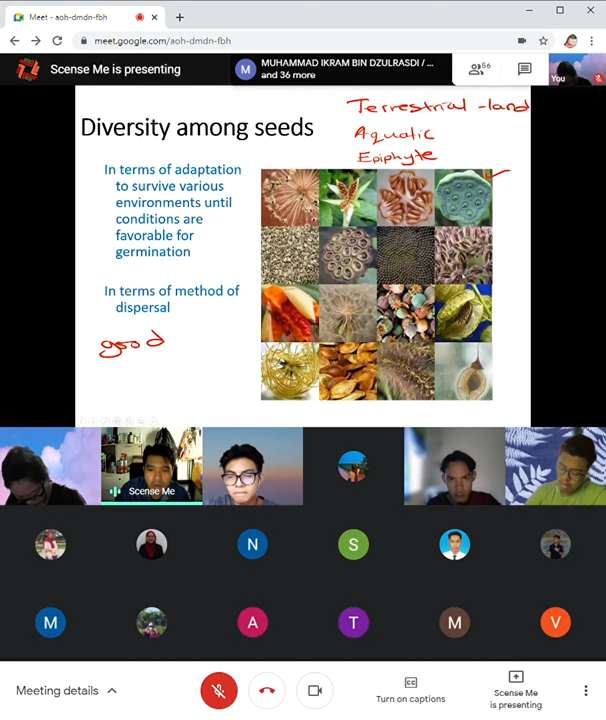 Meet - aoh-dmdn-fbh
meet.google.com/aoh-dmdn-fbh
Scense Me is presenting
M
MUHAMMAD IKRAM BIN DZULRASDI / ...
and 36 more
56
You
Terrestrial - land
Aquatic
Epiphyte
Diversity among seeds
In terms of adaptation
to survive various
environments until
conditions are
favorable for
germination
In terms of method of
dispersal
good
Scense Me
N
S
M
A
T
M
V
Meeting details
CC
Turn on captions
Scense Me
is presenting